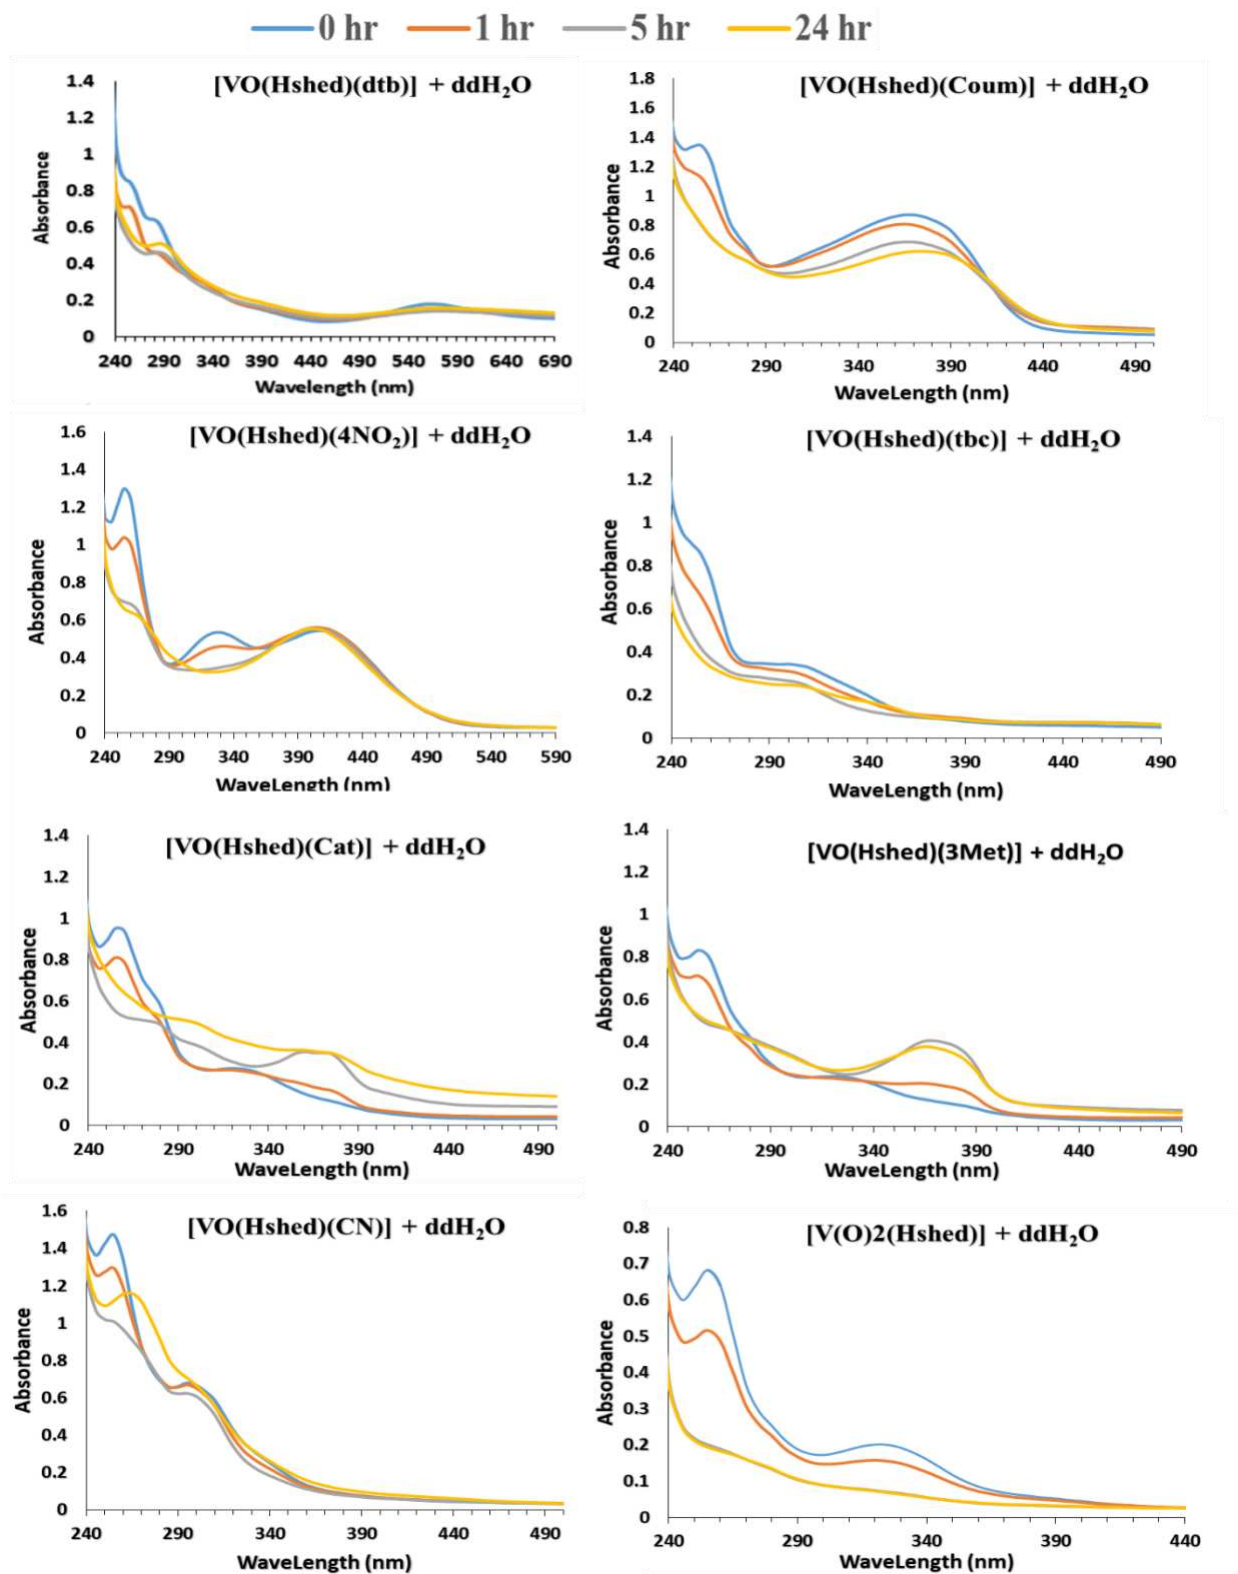 0 hr 1 hr 5 hr 24 hr
[VO(Hshed)(dtb)] + ddH₂O
Absorbance
1.4
1.2
1
0.8
0.6
0.4
0.2
0
240 290 340 390 440 490 540 590 640 690
Wavelength (nm)
[VO(Hshed)(Coum)] + ddH₂O
Absorbance
1.8
1.6
1.4
1.2
1
0.8
0.6
0.4
0.2
0
240 290 340 390 440 490
WaveLength (nm)
[VO(Hshed)(4NO₂)] + ddH₂O
Absorbance
1.6
1.4
1.2
1
0.8
0.6
0.4
0.2
0
240 290 340 390 440 490 540 590
WaveLength (nm)
[VO(Hshed)(tbc)] + ddH₂O
Absorbance
1.4
1.2
1
0.8
0.6
0.4
0.2
0
240 290 340 390 440 490
WaveLength (nm)
[VO(Hshed)(Cat)] + ddH₂O
Absorbance
1.4
1.2
1
0.8
0.6
0.4
0.2
0
240 290 340 390 440 490
WaveLength (nm)
[VO(Hshed)(3Met)] + ddH₂O
Absorbance
1.4
1.2
1
0.8
0.6
0.4
0.2
0
240 290 340 390 440 490
WaveLength (nm)
[VO(Hshed)(CN)] + ddH₂O
Absorbance
1.6
1.4
1.2
1
0.8
0.6
0.4
0.2
0
240 290 340 390 440 490
WaveLength (nm)
[V(O)2(Hshed)] + ddH₂O
Absorbance
0.8
0.7
0.6
0.5
0.4
0.3
0.2
0.1
0
240 290 340 390 440
WaveLength (nm)